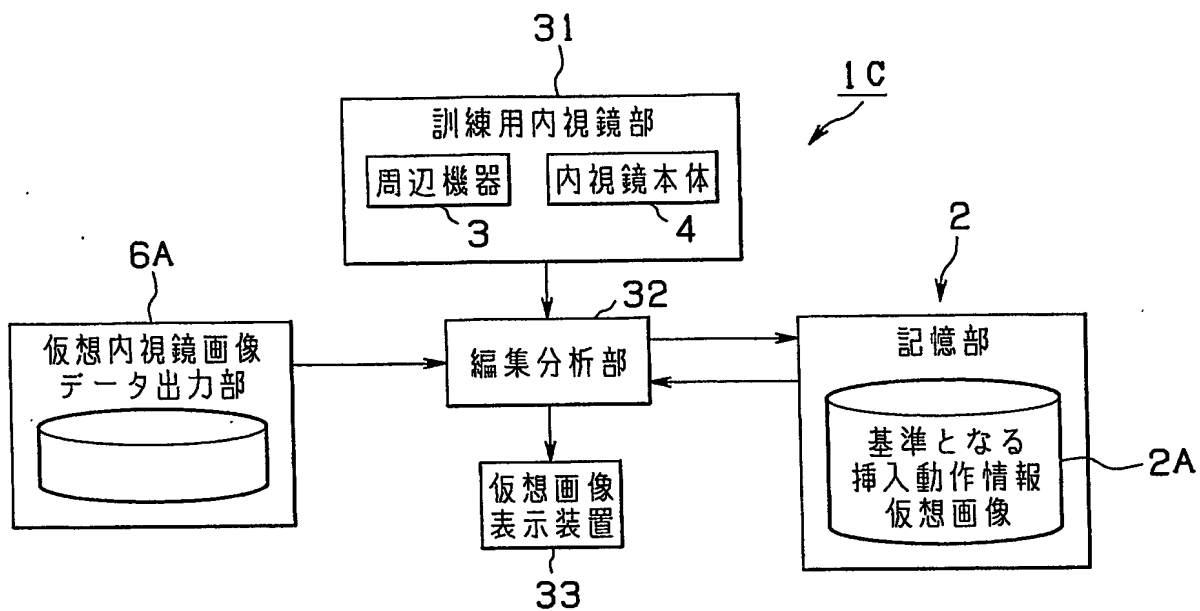 31
1C
訓練用内視鏡部
周辺機器
内視鏡本体
3
4
6A
32
2
仮想内視鏡画像
データ出力部
編集分析部
記憶部
基準となる
挿入動作情報
仮想画像
2A
仮想画像
表示装置
33